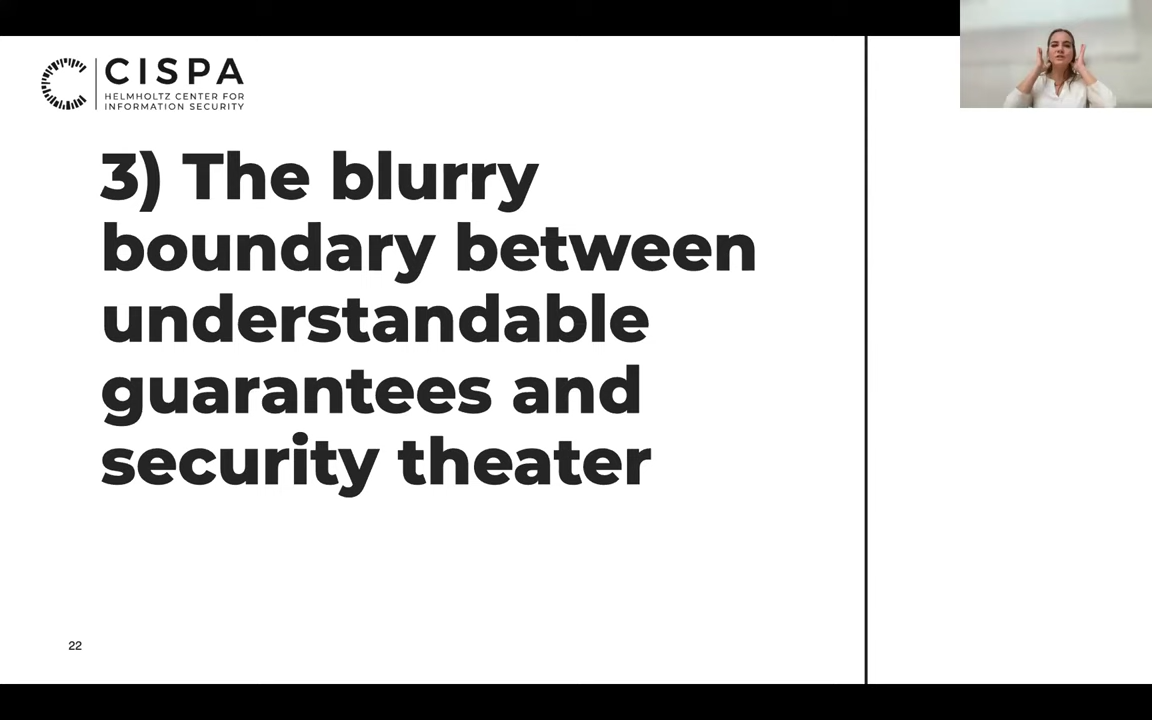 CISPA
HELMHOLTZ CENTER FOR
INFORMATION SECURITY
3) The blurry
boundary between
understandable
guarantees and
security theater
22